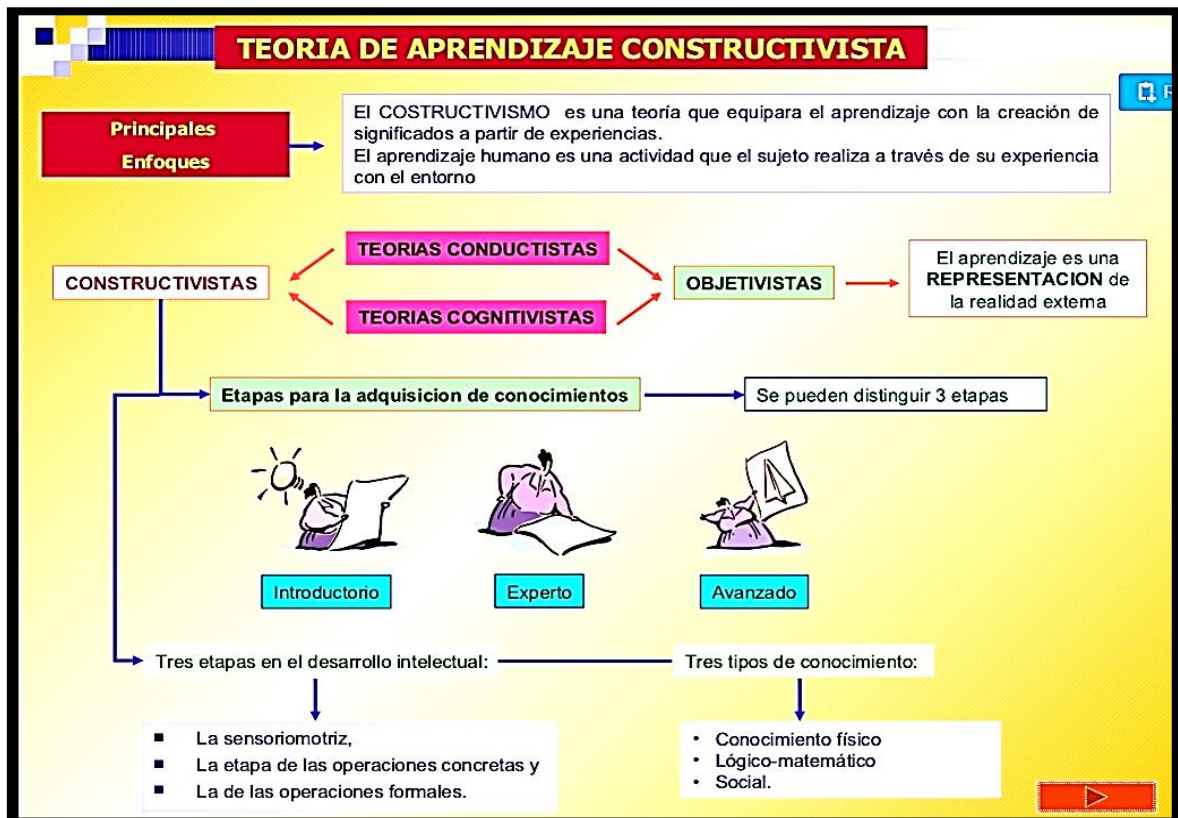 TEORIA DE APRENDIZAJE CONSTRUCTIVISTA
Principales
Enfoques
El COSTRUCTIVISMO es una teoría que equipara el aprendizaje con la creación de
significados a partir de experiencias.
El aprendizaje humano es una actividad que el sujeto realiza a través de su experiencia
con el entorno
TEORIAS CONDUCTISTAS
CONSTRUCTIVISTAS
OBJETIVISTAS
TEORIAS COGNITIVISTAS
El aprendizaje es una
REPRESENTACION de
la realidad externa
Etapas para la adquisicion de conocimientos
Se pueden distinguir 3 etapas
Introductorio
Experto
Avanzado
Tres etapas en el desarrollo intelectual:
Tres tipos de conocimiento:
La sensoriomotriz,
La etapa de las operaciones concretas y
La de las operaciones formales.
• Conocimiento físico
• Lógico-matemático
• Social.